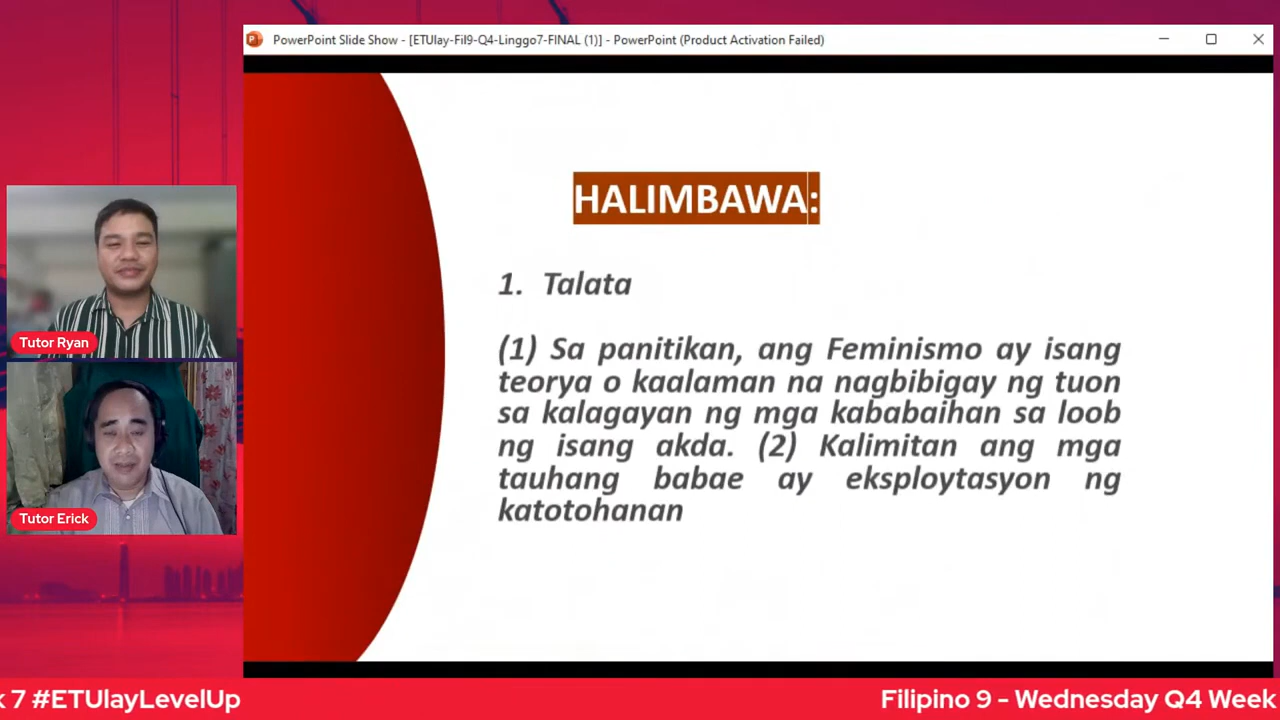 PowerPoint Slide Show - [ETUlay-Fil9-Q4-Linggo7-FINAL (1)] - PowerPoint (Product Activation Failed)
HALIMBAWA:
1. Talata
(1) Sa panitikan, ang Feminismo ay isang
teorya o kaalaman na nagbibigay ng tuon
sa kalagayan ng mga kababaihan sa loob
ng isang akda. (2) Kalimitan ang mga
tauhang babae ay eksploytasyon ng
katotohanan
Tutor Ryan
Tutor Erick
k 7 #ETUlayLevelUp
Filipino 9 - Wednesday Q4 Week